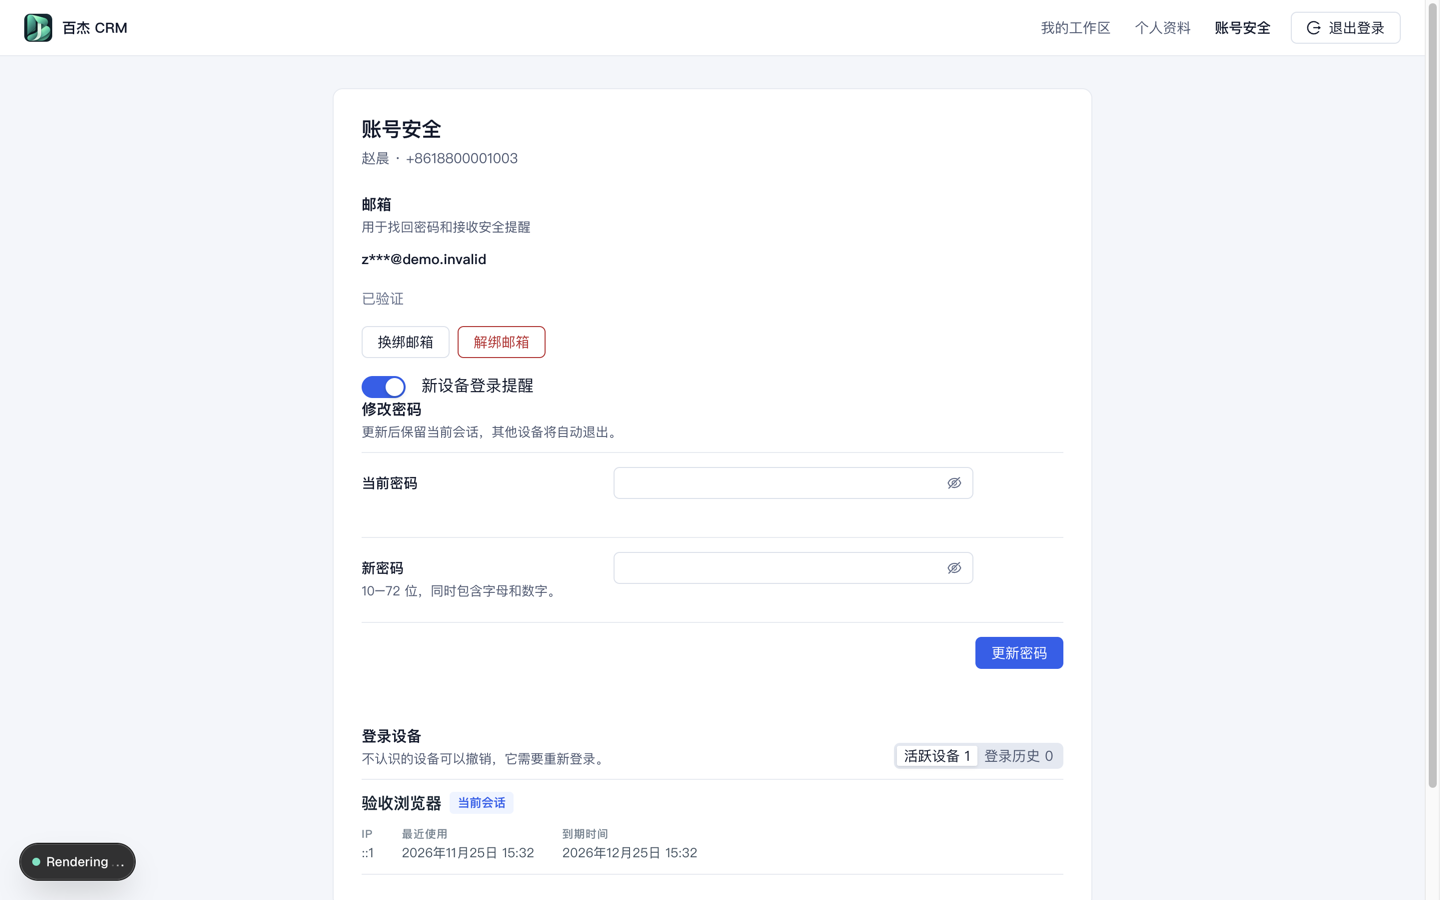 百杰 CRM
我的工作区
个人资料
账号安全
退出登录
账号安全
赵晨 · +8618800001003
邮箱
用于找回密码和接收安全提醒
z***@demo.invalid
已验证
换绑邮箱
解绑邮箱
新设备登录提醒
修改密码
更新后保留当前会话，其他设备将自动退出。
当前密码
新密码
10—72 位，同时包含字母和数字。
更新密码
登录设备
不认识的设备可以撤销，它需要重新登录。
活跃设备 1
登录历史 0
验收浏览器
当前会话
IP
最近使用
到期时间
::1
2026年11月25日 15:32
2026年12月25日 15:32
Rendering ...